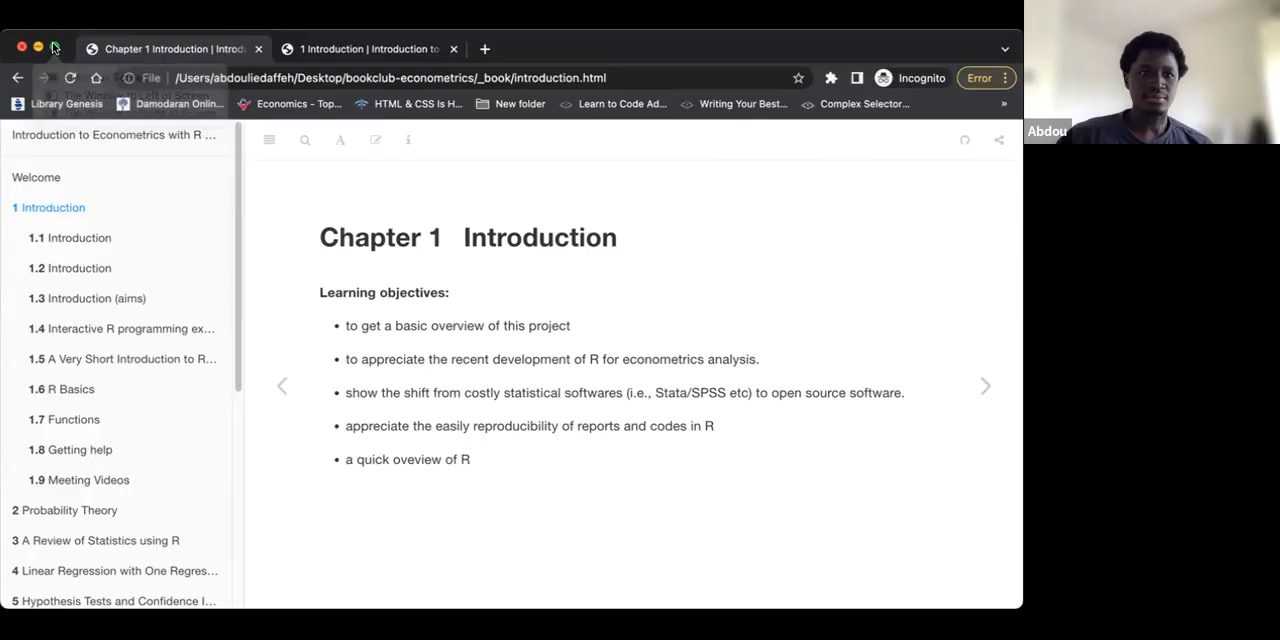 Chapter 1 Introduction | Introdu
1 Introduction | Introduction to
File
/Users/abdouliedaffeh/Desktop/bookclub-econometrics/_book/introduction.html
Incognito
Error
Tile Window to Left of Screen
Library Genesis
Damodaran Onlin...
Economics - Top...
HTML & CSS Is H...
New folder
Learn to Code Ad...
Writing Your Best...
Complex Selector...
»
Abdou
Introduction to Econometrics with R ...
Welcome
1 Introduction
1.1 Introduction
1.2 Introduction
1.3 Introduction (aims)
1.4 Interactive R programming ex...
1.5 A Very Short Introduction to R...
1.6 R Basics
1.7 Functions
1.8 Getting help
1.9 Meeting Videos
2 Probability Theory
3 A Review of Statistics using R
4 Linear Regression with One Regres...
5 Hypothesis Tests and Confidence I...
Chapter 1 Introduction
Learning objectives:
• to get a basic overview of this project
• to appreciate the recent development of R for econometrics analysis.
• show the shift from costly statistical softwares (i.e., Stata/SPSS etc) to open source software.
• appreciate the easily reproducibility of reports and codes in R
• a quick oveview of R